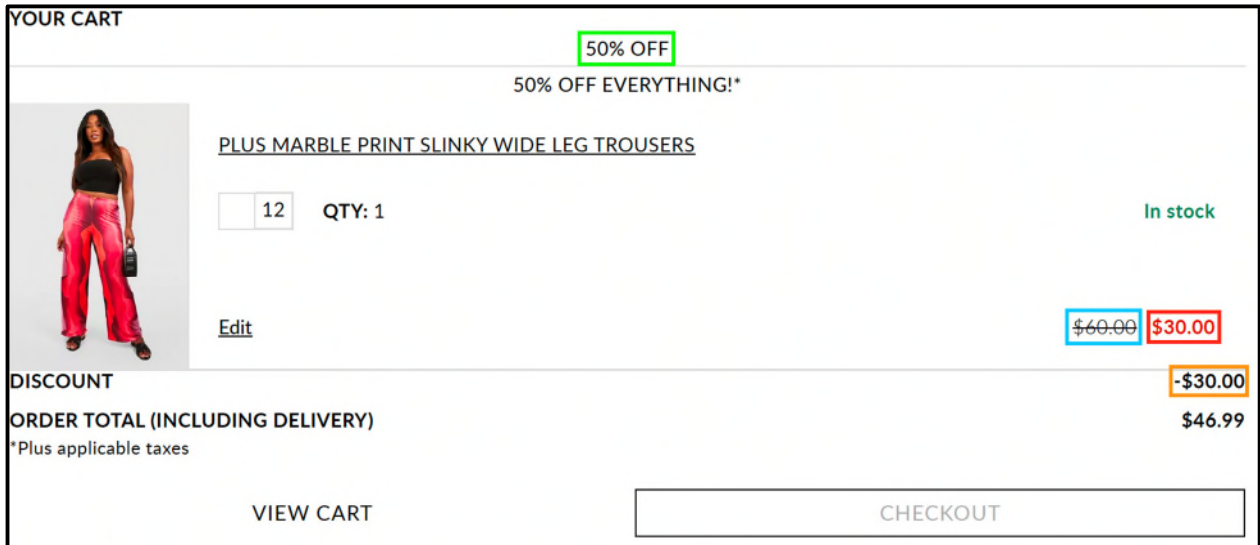 YOUR CART
50% OFF
50% OFF EVERYTHING!*
PLUS MARBLE PRINT SLINKY WIDE LEG TROUSERS
12 QTY: 1 In stock
Edit $60.00 $30.00
DISCOUNT -$30.00
ORDER TOTAL (INCLUDING DELIVERY) $46.99
*Plus applicable taxes
VIEW CART CHECKOUT